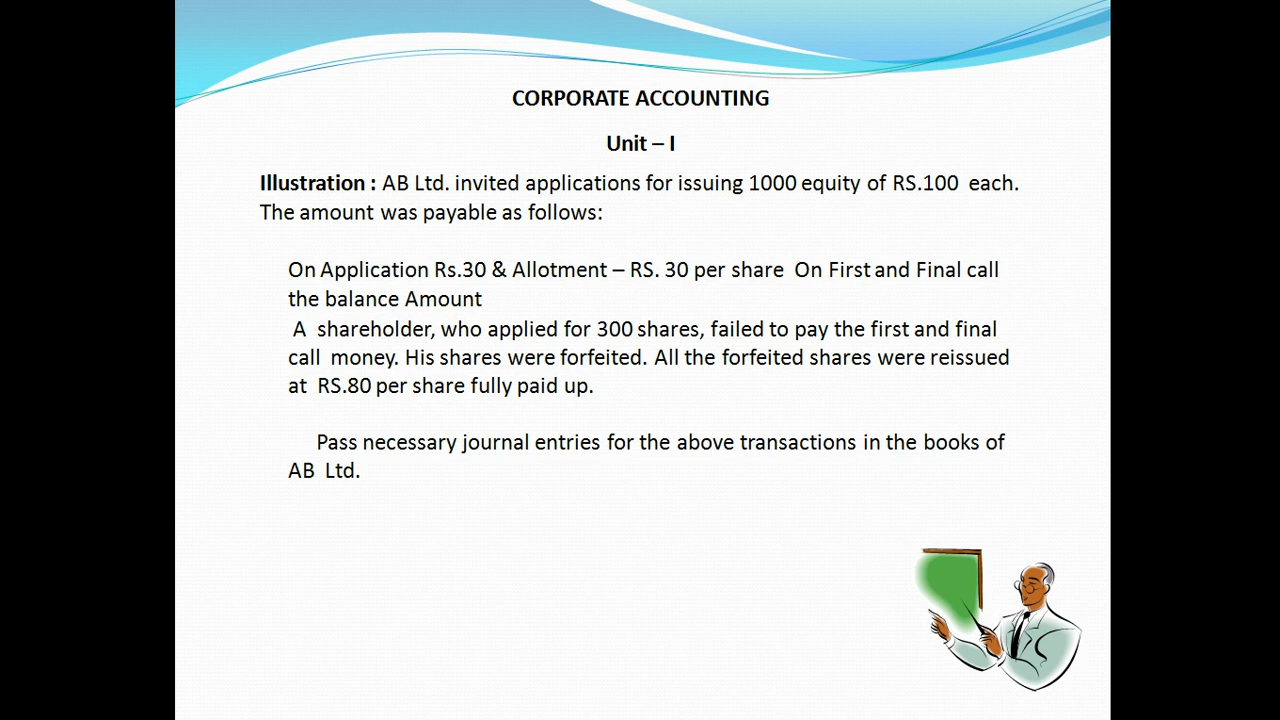 CORPORATE ACCOUNTING
Unit – I
Illustration : AB Ltd. invited applications for issuing 1000 equity of RS.100 each.
The amount was payable as follows:
On Application Rs.30 & Allotment – RS. 30 per share On First and Final call
the balance Amount
A shareholder, who applied for 300 shares, failed to pay the first and final
call money. His shares were forfeited. All the forfeited shares were reissued
at RS.80 per share fully paid up.
Pass necessary journal entries for the above transactions in the books of
AB Ltd.